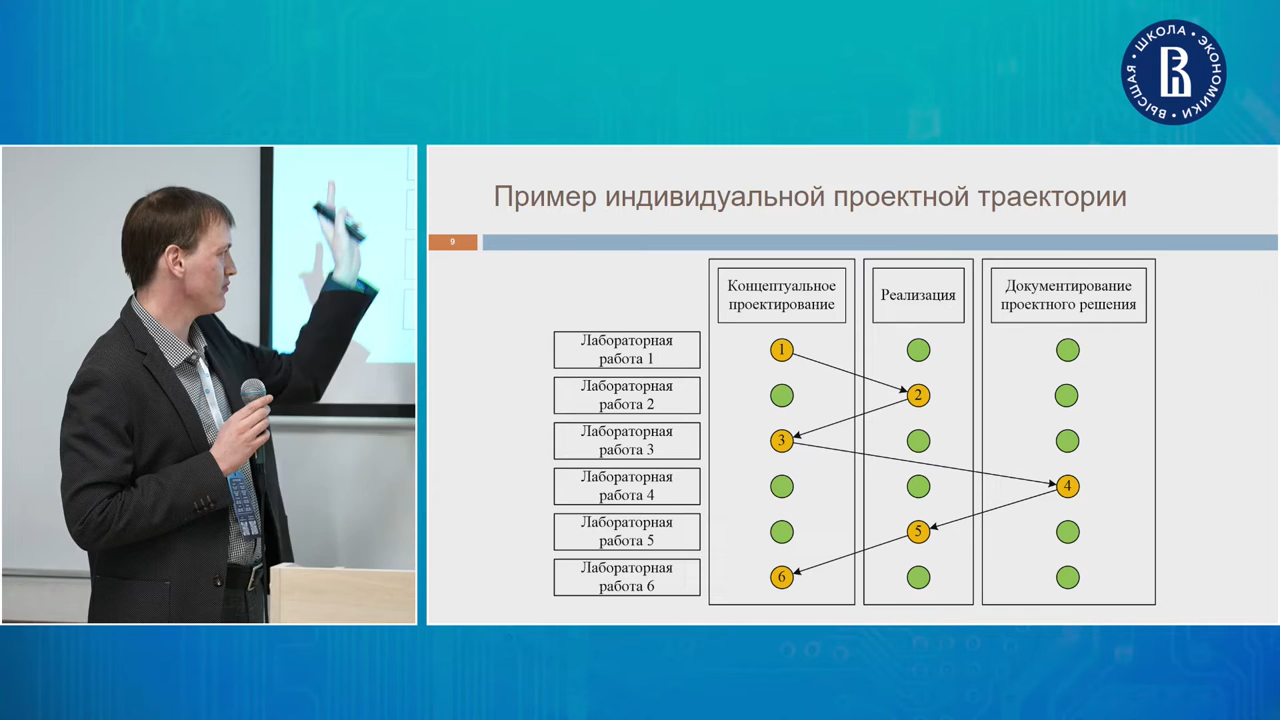 ВЫСШАЯ • ШКОЛА • ЭКОНОМИКИ •
Пример индивидуальной проектной траектории
9
Концептуальное
проектирование
Реализация
Документирование
проектного решения
Лабораторная
работа 1
1
Лабораторная
работа 2
2
Лабораторная
работа 3
3
Лабораторная
работа 4
4
Лабораторная
работа 5
5
Лабораторная
работа 6
6